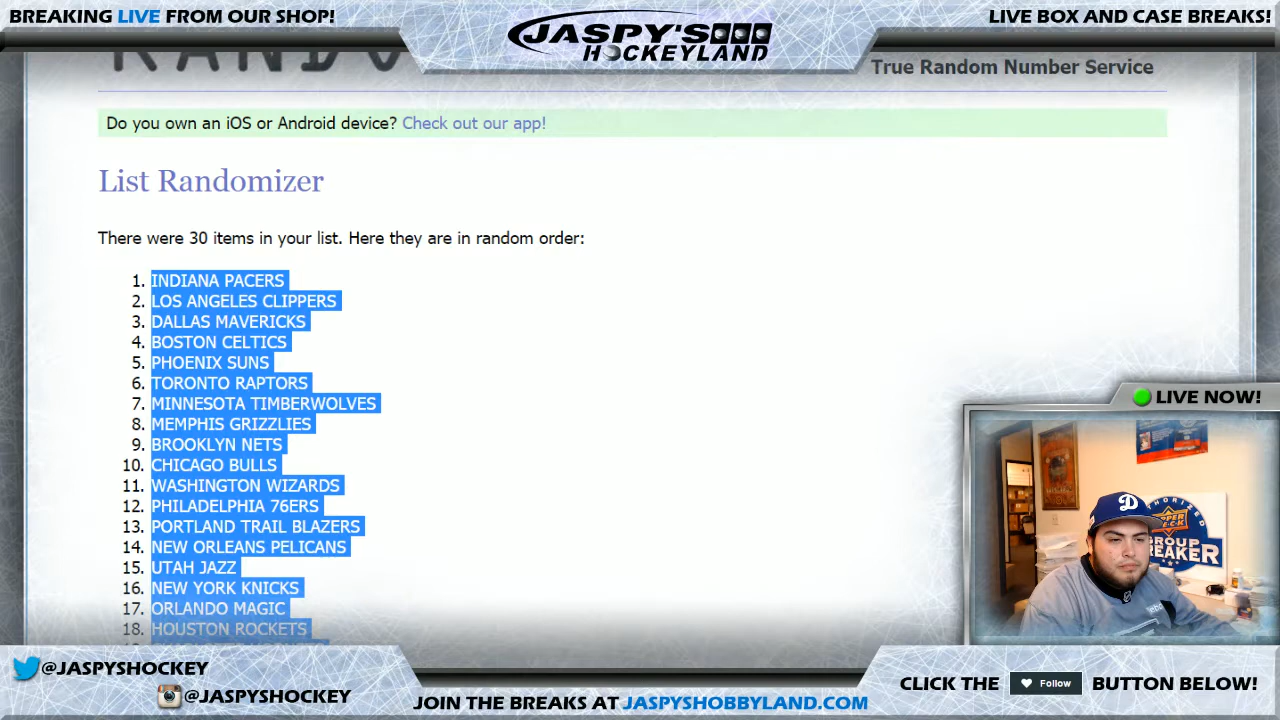 BREAKING LIVE FROM OUR SHOP!
JASPY'S
HOCKEYLAND
LIVE BOX AND CASE BREAKS!
True Random Number Service
Do you own an iOS or Android device? Check out our app!
List Randomizer
There were 30 items in your list. Here they are in random order:
1. INDIANA PACERS
2. LOS ANGELES CLIPPERS
3. DALLAS MAVERICKS
4. BOSTON CELTICS
5. PHOENIX SUNS
6. TORONTO RAPTORS
7. MINNESOTA TIMBERWOLVES
8. MEMPHIS GRIZZLIES
9. BROOKLYN NETS
10. CHICAGO BULLS
11. WASHINGTON WIZARDS
12. PHILADELPHIA 76ERS
13. PORTLAND TRAIL BLAZERS
14. NEW ORLEANS PELICANS
15. UTAH JAZZ
16. NEW YORK KNICKS
17. ORLANDO MAGIC
18. HOUSTON ROCKETS
LIVE NOW!
D
AUTHORIZED
UPPER
DECK
GROUP
BREAKER
@JASPYSHOCKEY
@JASPYSHOCKEY
JOIN THE BREAKS AT JASPYSHOBBYLAND.COM
CLICK THE Follow BUTTON BELOW!